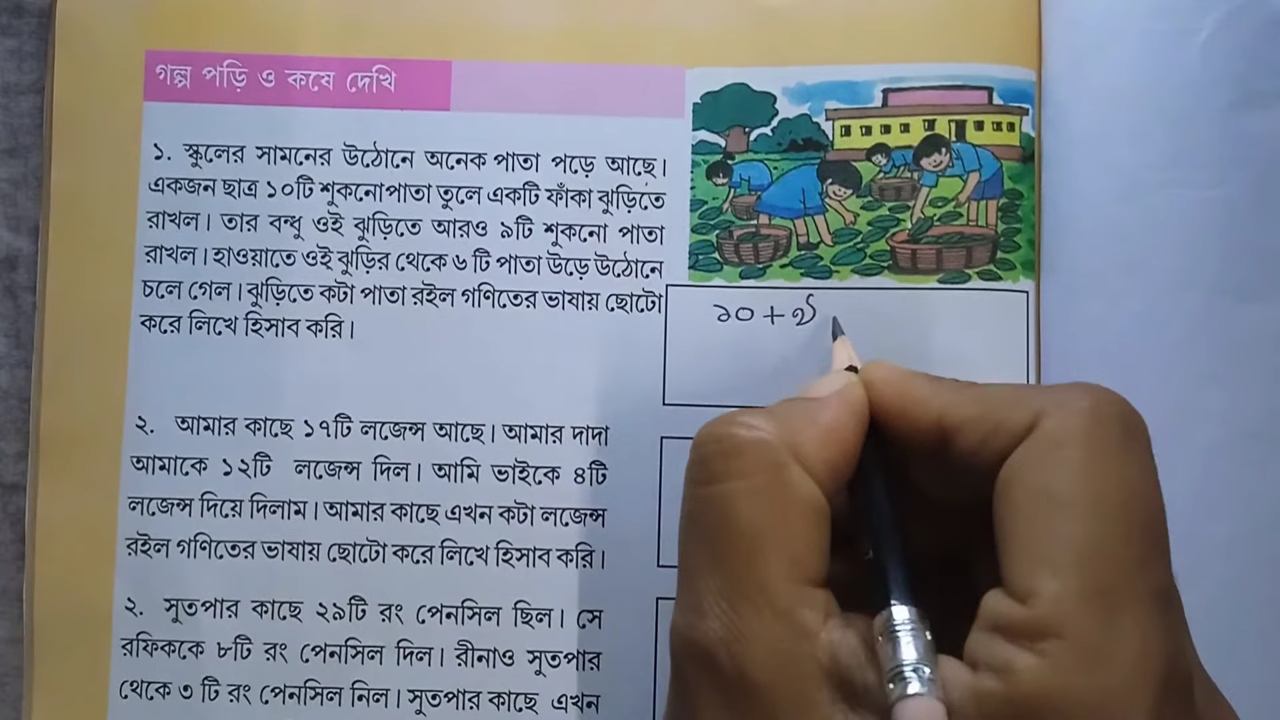 গল্প পড়ি ও কষে দেখি
১. স্কুলের সামনের উঠোনে অনেক পাতা পড়ে আছে।
একজন ছাত্র ১০টি শুকনোপাতা তুলে একটি ফাঁকা ঝুড়িতে
রাখল। তার বন্ধু ওই ঝুড়িতে আরও ৯টি শুকনো পাতা
রাখল। হাওয়াতে ওই ঝুড়ির থেকে ৬ টি পাতা উড়ে উঠোনে
চলে গেল। ঝুড়িতে কটা পাতা রইল গণিতের ভাষায় ছোটো
করে লিখে হিসাব করি।
১০+৯
২. আমার কাছে ১৭টি লজেন্স আছে। আমার দাদা
আমাকে ১২টি লজেন্স দিল। আমি ভাইকে ৪টি
লজেন্স দিয়ে দিলাম। আমার কাছে এখন কটা লজেন্স
রইল গণিতের ভাষায় ছোটো করে লিখে হিসাব করি।
২. সুতপার কাছে ২৯টি রং পেনসিল ছিল। সে
রফিককে ৮টি রং পেনসিল দিল। রীনাও সুতপার
থেকে ৩ টি রং পেনসিল নিল। সুতপার কাছে এখন